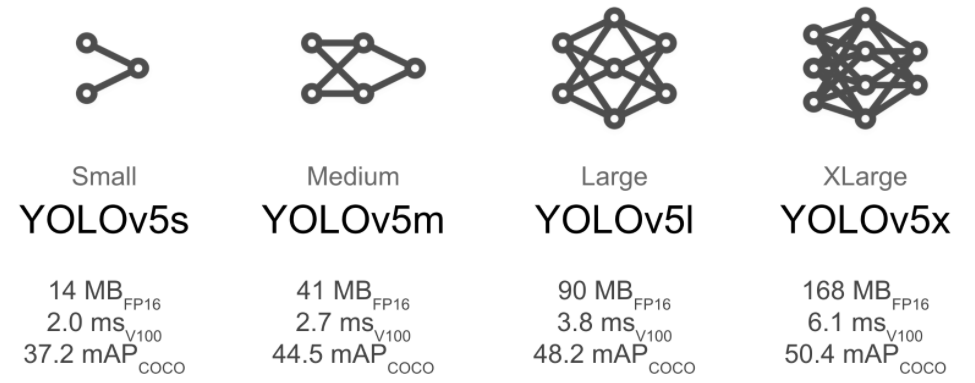 Small Medium Large XLarge
YOLOv5s YOLOv5m YOLOv5l YOLOv5x
14 MB FP16 41 MB FP16 90 MB FP16 168 MB FP16
2.0 ms V100 2.7 ms V100 3.8 ms V100 6.1 ms V100
37.2 mAP COCO 44.5 mAP COCO 48.2 mAP COCO 50.4 mAP COCO